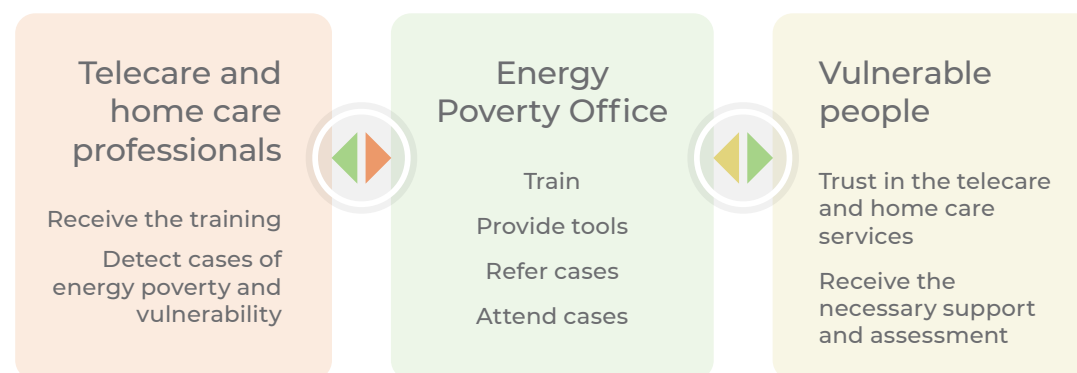 Telecare and
home care
professionals
Receive the training
Detect cases of
energy poverty and
vulnerability
Energy
Poverty Office
Train
Provide tools
Refer cases
Attend cases
Vulnerable
people
Trust in the telecare
and home care
services
Receive the
necessary support
and assessment